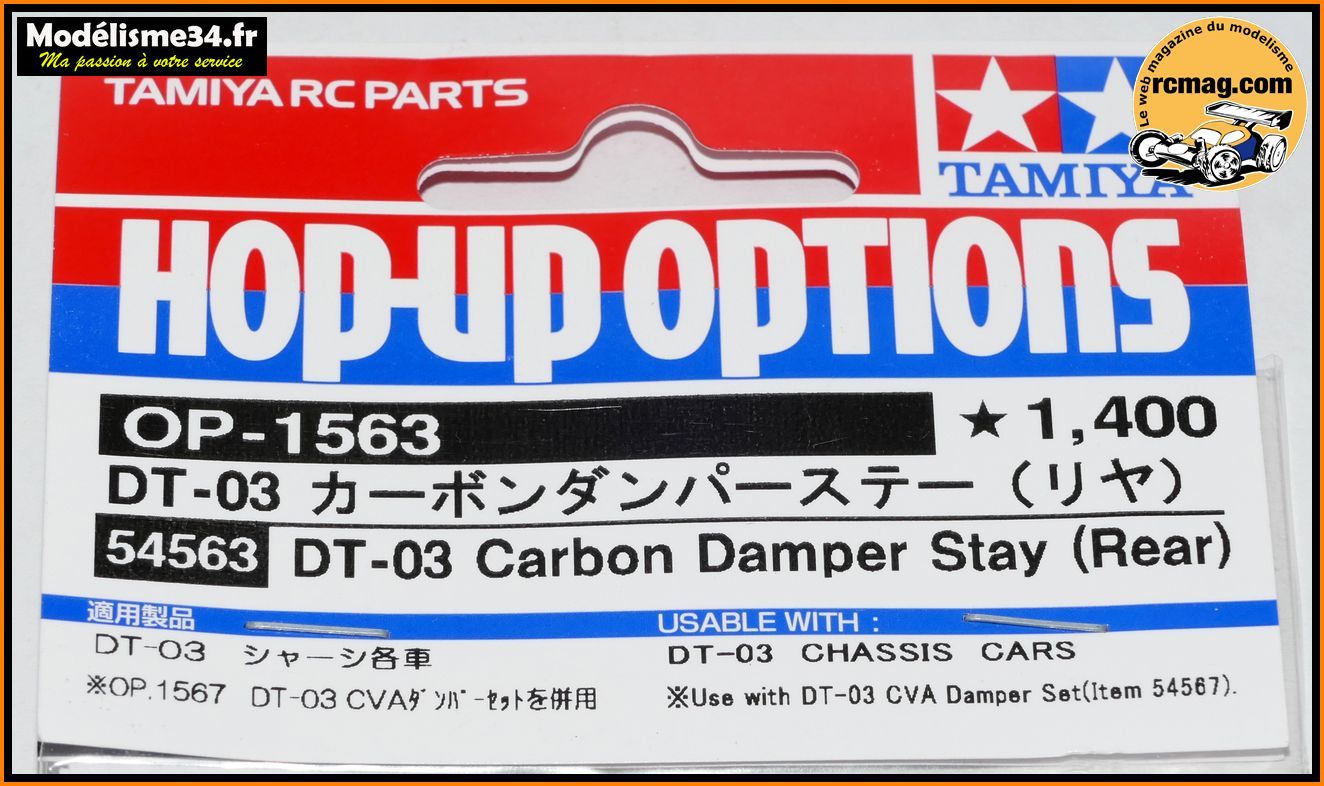 Modélisme34.fr
Ma passion à votre service
Le web magazine du modelisme
rcmag.com
TAMIYA RC PARTS
TAMIYA
HOP-UP OPTIONS
OP-1563
★1,400
DT-03 カーボンダンパーステー（リヤ）
54563 DT-03 Carbon Damper Stay (Rear)
適用製品
DT-03 シャーシ各車
※OP.1567 DT-03 CVAﾀﾞﾝﾊﾟｰｾｯﾄを併用
USABLE WITH :
DT-03 CHASSIS CARS
※Use with DT-03 CVA Damper Set(Item 54567).